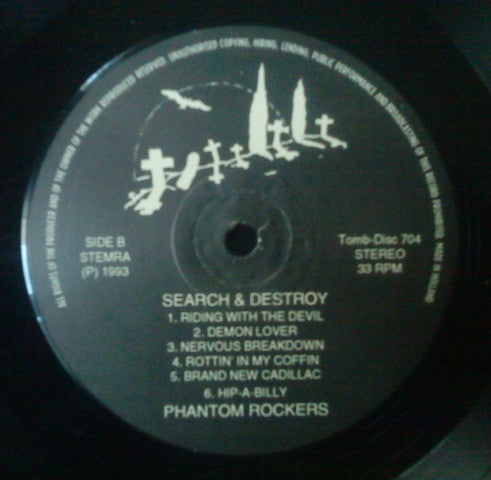 ALL RIGHTS OF THE PRODUCER AND OF THE OWNER OF THE WORK REPRODUCED RESERVED. UNAUTHORISED COPYING, HIRING, LENDING, PUBLIC PERFORMANCE AND BROADCASTING OF THIS RECORD PROHIBITED. MADE IN HOLLAND
SIDE B
STEMRA
(P) 1993
Tomb-Disc 704
STEREO
33 RPM
SEARCH & DESTROY
1. RIDING WITH THE DEVIL
2. DEMON LOVER
3. NERVOUS BREAKDOWN
4. ROTTIN' IN MY COFFIN
5. BRAND NEW CADILLAC
6. HIP-A-BILLY
PHANTOM ROCKERS